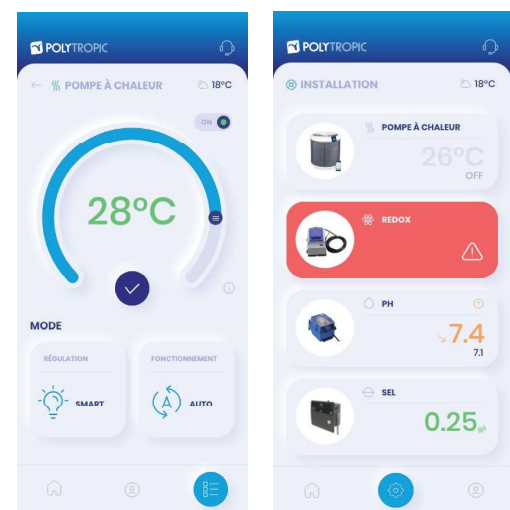 POLYTROPIC
POMPE À CHALEUR 18°C
ON
28°C
MODE
RÉGULATION
SMART
FONCTIONNEMENT
A AUTO
POLYTROPIC
INSTALLATION 18°C
POMPE À CHALEUR
26°C
OFF
REDOX
PH
7.4
7.1
SEL
0.25 g/l